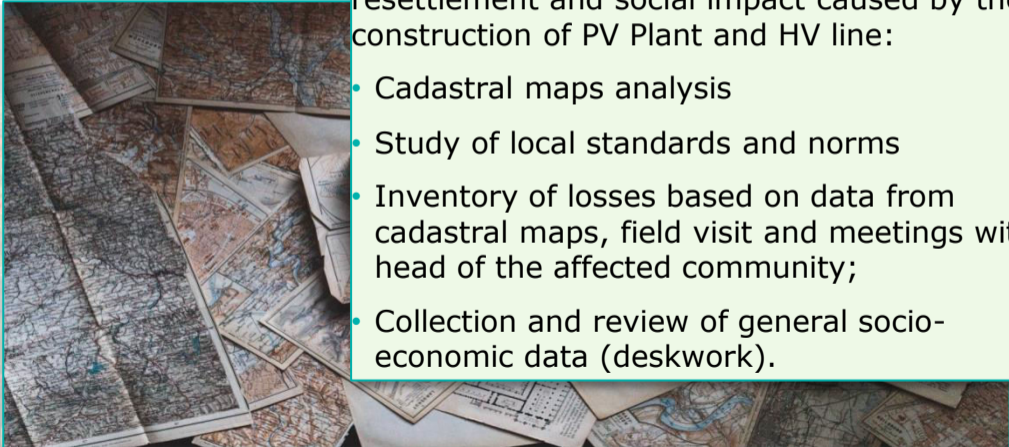 resettlement and social impact caused by the
construction of PV Plant and HV line:
• Cadastral maps analysis
• Study of local standards and norms
• Inventory of losses based on data from
cadastral maps, field visit and meetings wit
head of the affected community;
• Collection and review of general socio-
economic data (deskwork).